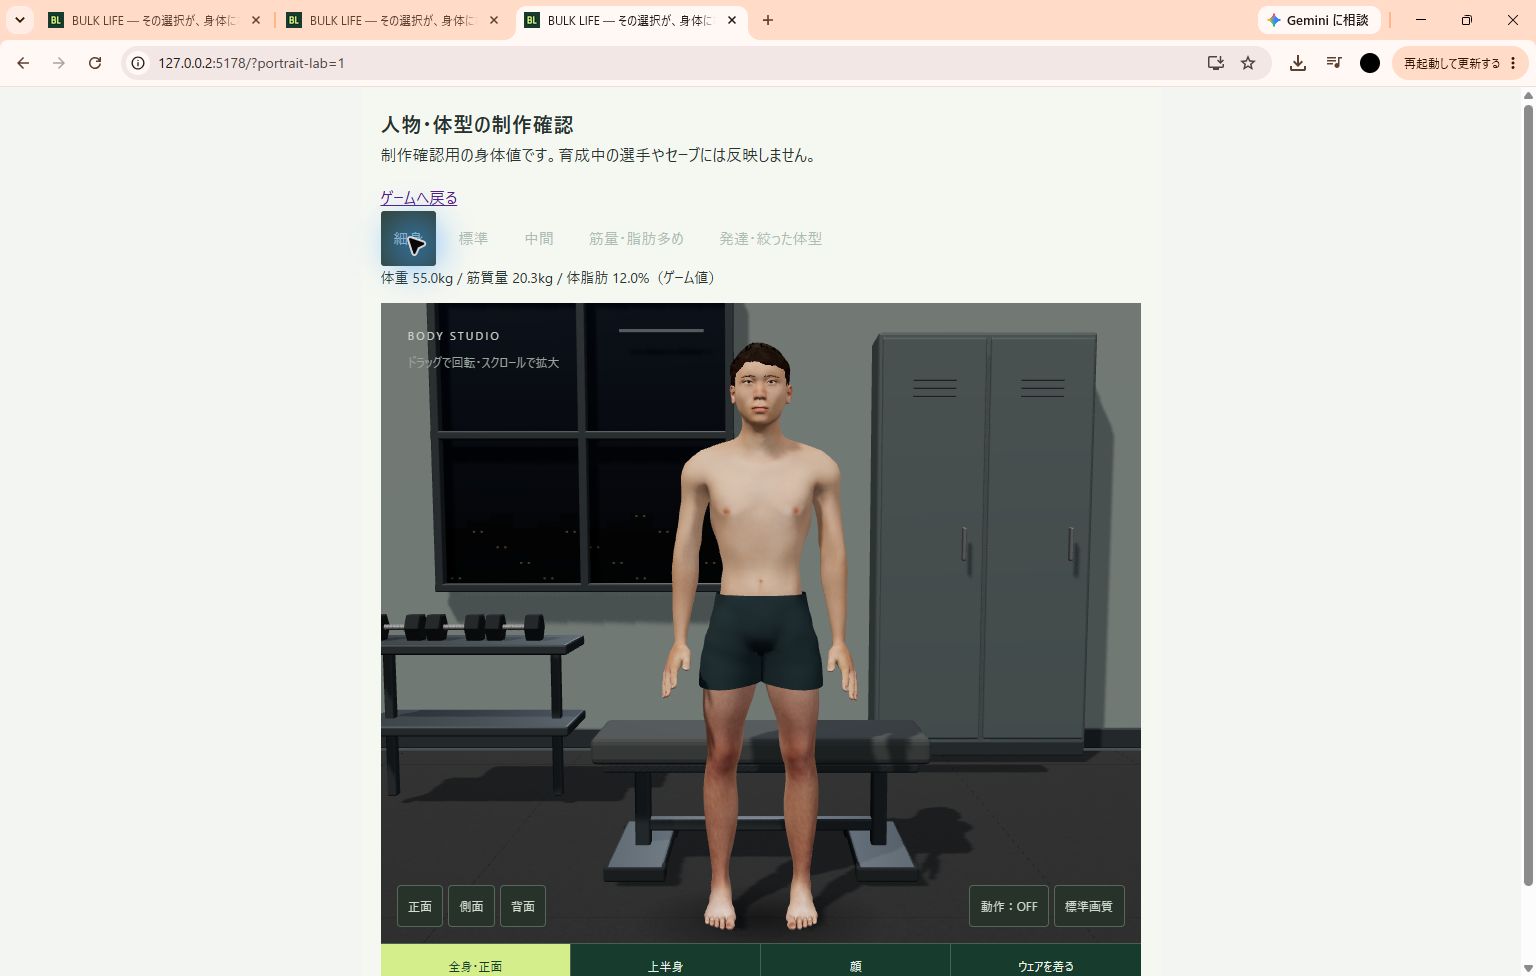 BL BULK LIFE — その選択が、身体に
BL BULK LIFE — その選択が、身体に
BL BULK LIFE — その選択が、身体に
Gemini に相談
127.0.0.2:5178/?portrait-lab=1
再起動して更新する
人物・体型の制作確認
制作確認用の身体値です。育成中の選手やセーブには反映しません。
ゲームへ戻る
細身 標準 中間 筋量・脂肪多め 発達・絞った体型
体重 55.0kg / 筋質量 20.3kg / 体脂肪 12.0%（ゲーム値）
BODY STUDIO
ドラッグで回転・スクロールで拡大
正面 側面 背面 動作：OFF 標準画質
全身・正面 上半身 顔 ウェアを着る